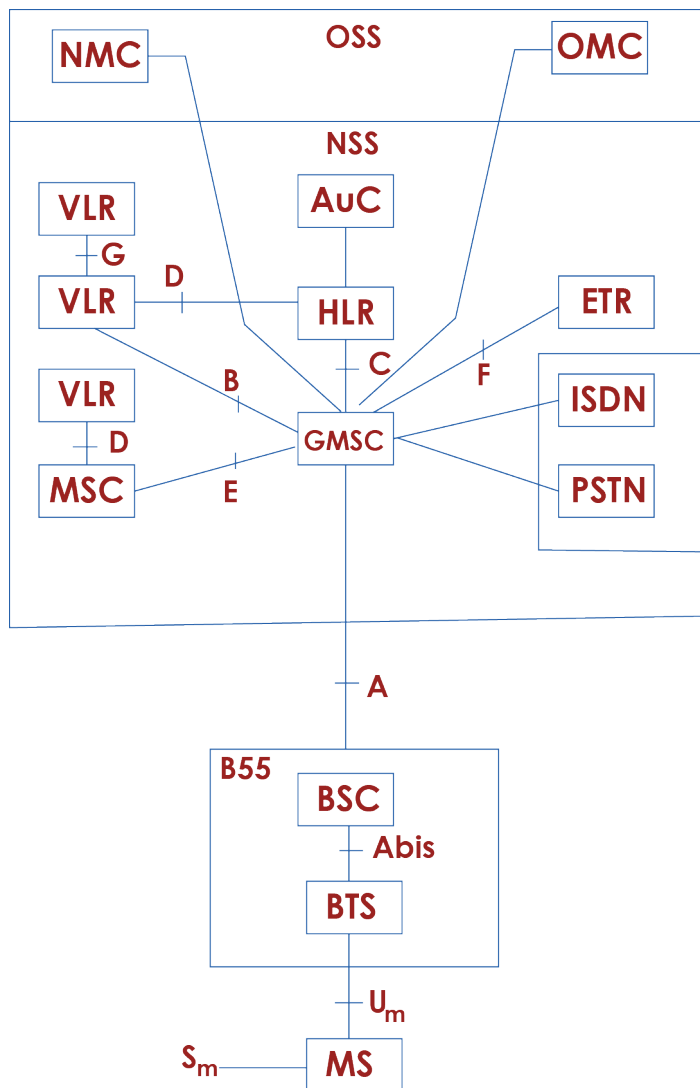 OSS
NMC
OMC
NSS
VLR
AuC
G
VLR
D
HLR
ETR
C
F
B
VLR
ISDN
D
GMSC
MSC
E
PSTN
A
B55
BSC
Abis
BTS
Um
Sm
MS